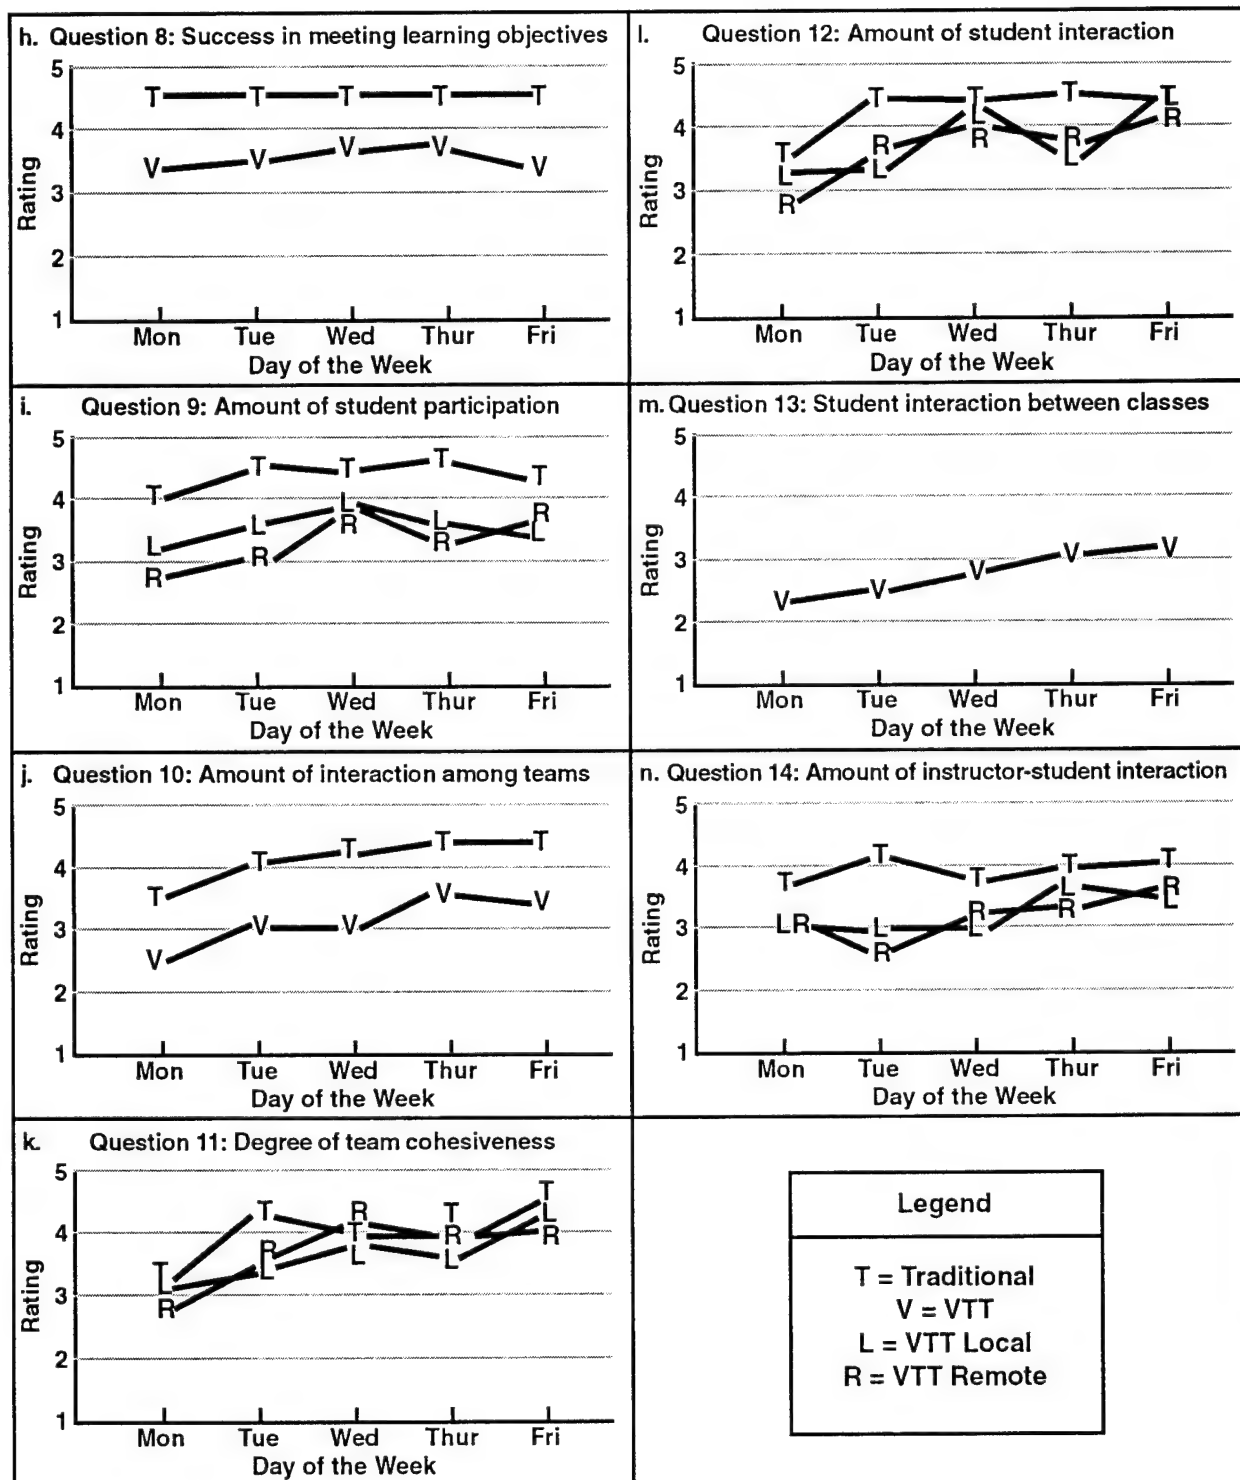 h. Question 8: Success in meeting learning objectives
5
T T T T T
4
V V V V V
3
2
1
Rating
Mon Tue Wed Thur Fri
Day of the Week
i. Question 9: Amount of student participation
5
T T T T T
4
L L L L L
R R R R R
3
2
1
Rating
Mon Tue Wed Thur Fri
Day of the Week
j. Question 10: Amount of interaction among teams
5
T T T T T
4
V V V V V
3
2
1
Rating
Mon Tue Wed Thur Fri
Day of the Week
k. Question 11: Degree of team cohesiveness
5
T T T T T
4
L L L L L
R R R R R
3
2
1
Rating
Mon Tue Wed Thur Fri
Day of the Week
l. Question 12: Amount of student interaction
5
T T T T T
4
L L L L L
R R R R R
3
2
1
Rating
Mon Tue Wed Thur Fri
Day of the Week
m. Question 13: Student interaction between classes
5
4
3
V V V V V
2
1
Rating
Mon Tue Wed Thur Fri
Day of the Week
n. Question 14: Amount of instructor-student interaction
5
T T T T T
4
L L L L L
R R R R R
3
2
1
Rating
Mon Tue Wed Thur Fri
Day of the Week
Legend
T = Traditional
V = VTT
L = VTT Local
R = VTT Remote